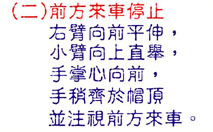 (二)前方來車停止
右臂向前平伸，
小臂向上直舉，
手掌心向前，
手稍齊於帽頂
並注視前方來車。